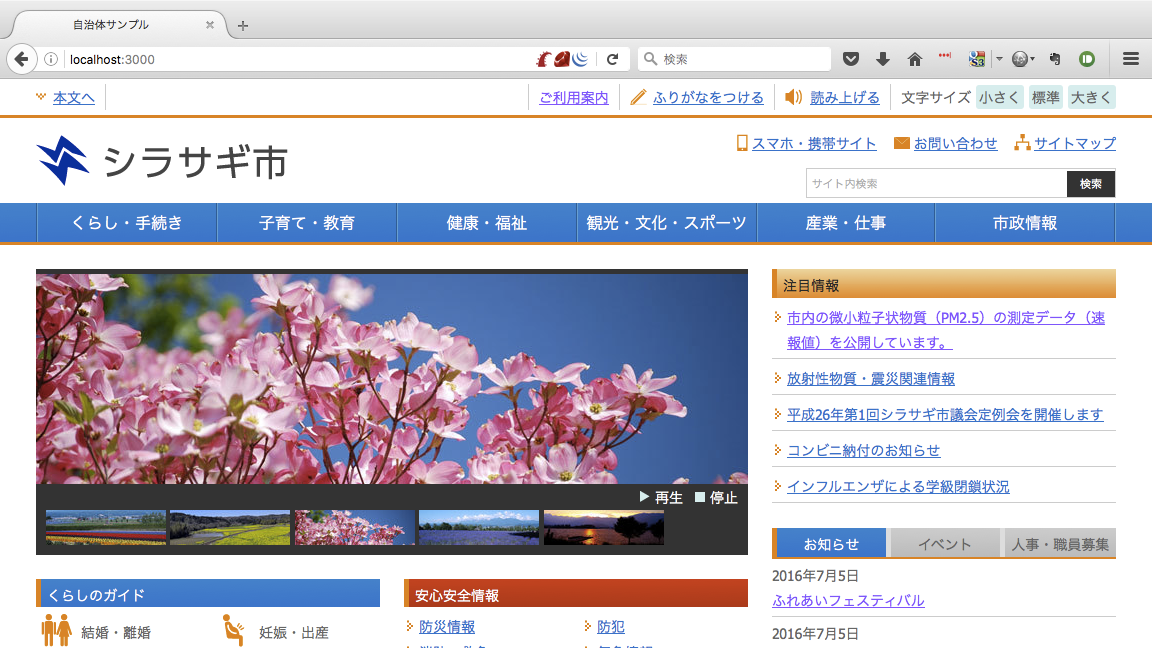 自治体サンプル
localhost:3000
検索
本文へ
ご利用案内 ふりがなをつける 読み上げる 文字サイズ 小さく 標準 大きく
シラサギ市
スマホ・携帯サイト お問い合わせ サイトマップ
サイト内検索 検索
くらし・手続き 子育て・教育 健康・福祉 観光・文化・スポーツ 産業・仕事 市政情報
再生 停止
注目情報
市内の微小粒子状物質（PM2.5）の測定データ（速
報値）を公開しています。
放射性物質・震災関連情報
平成26年第1回シラサギ市議会定例会を開催します
コンビニ納付のお知らせ
インフルエンザによる学級閉鎖状況
お知らせ イベント 人事・職員募集
2016年7月5日
ふれあいフェスティバル
2016年7月5日
くらしのガイド
結婚・離婚 妊娠・出産
安心安全情報
防災情報 防犯